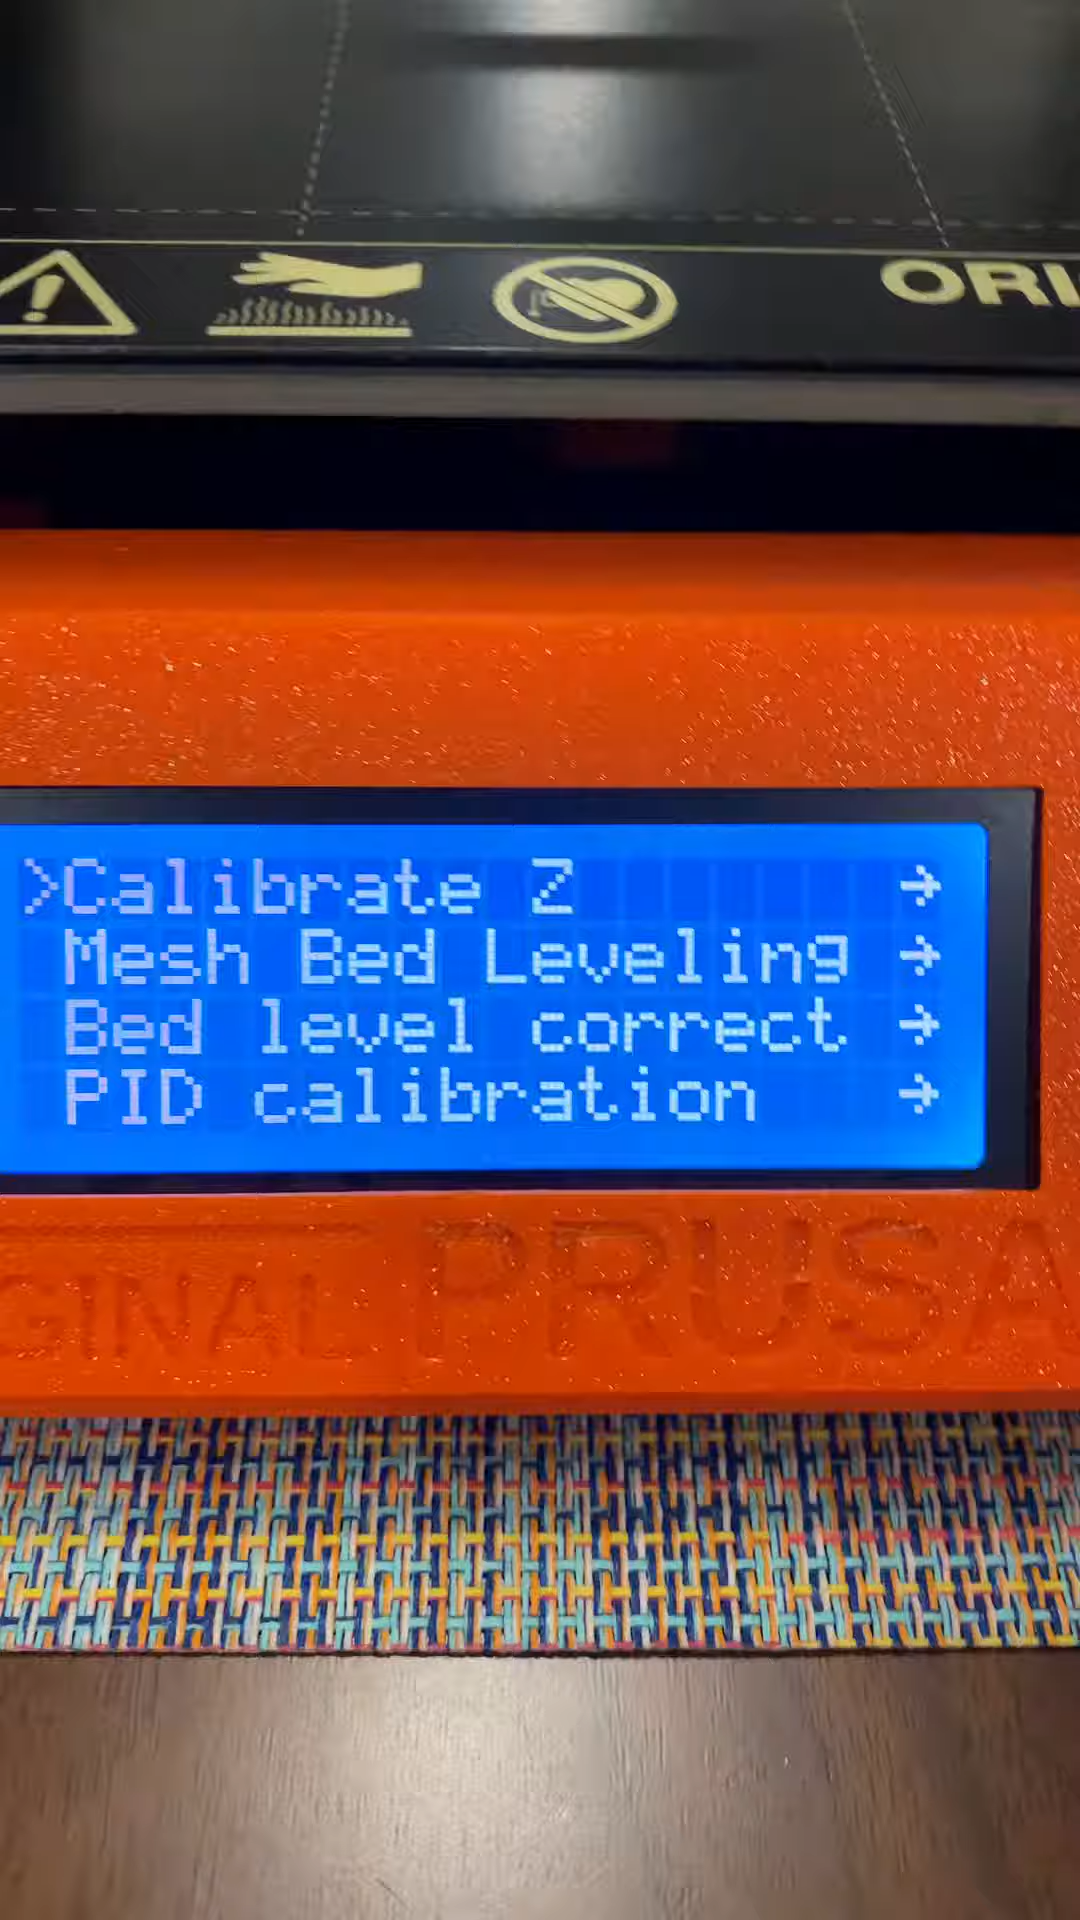 ORI
>Calibrate Z →
Mesh Bed Leveling →
Bed level correct →
PID calibration →
GINAL PRUSA